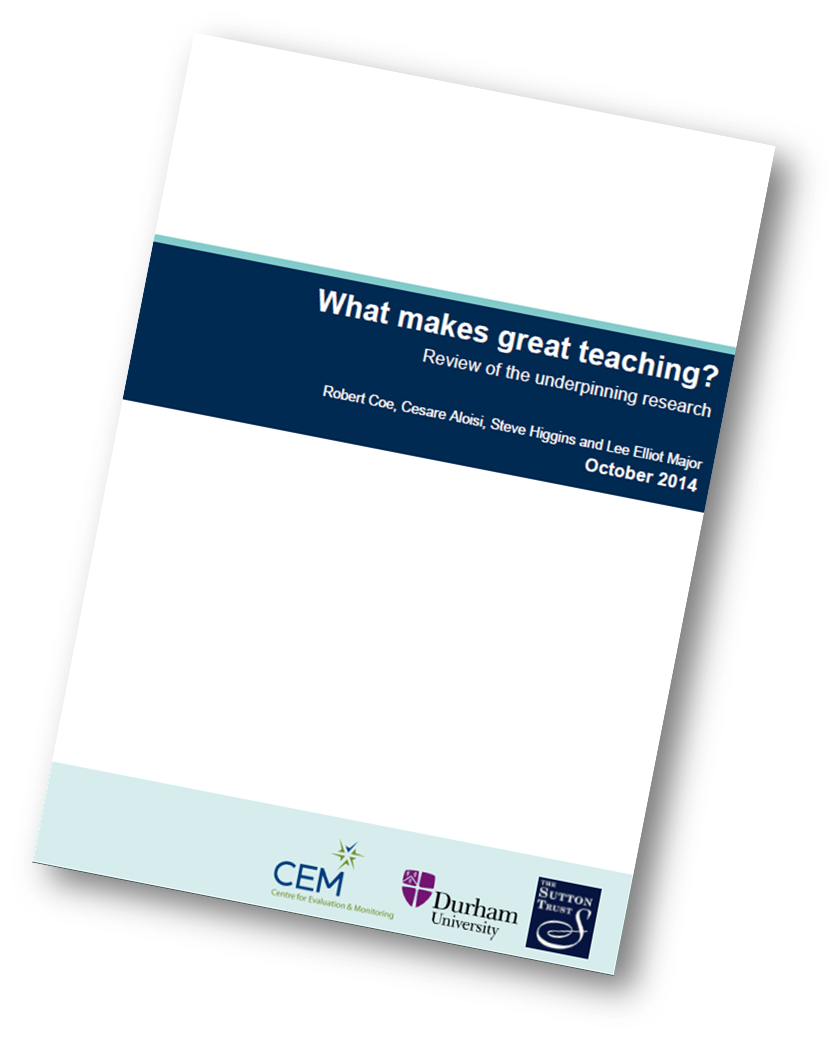 What makes great teaching?
Review of the underpinning research
Robert Coe, Cesare Aloisi, Steve Higgins and Lee Elliot Major
October 2014
CEM
Centre for Evaluation & Monitoring
Durham
University
THE
SUTTON
TRUST